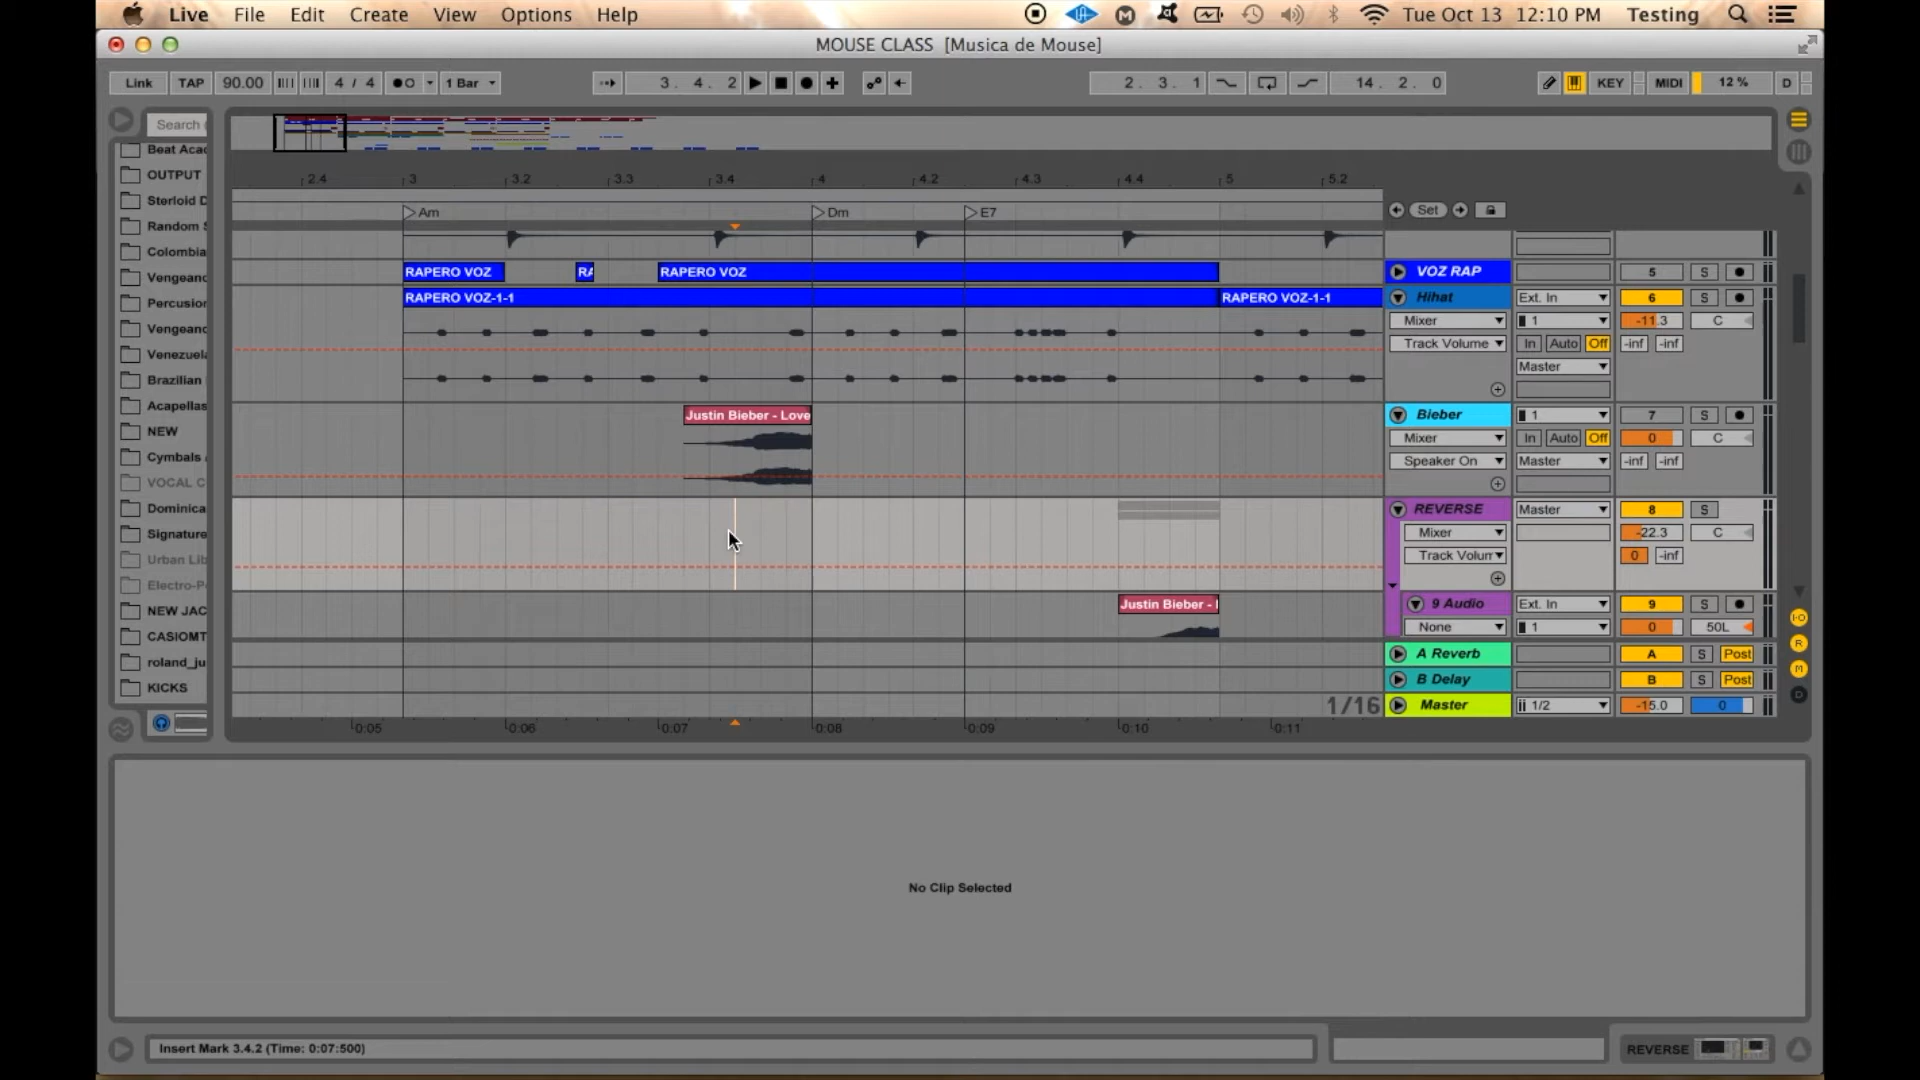 Live File Edit Create View Options Help Tue Oct 13 12:10 PM Testing
MOUSE CLASS [Musica de Mouse]
Link TAP 90.00 4 / 4 1 Bar 3. 4. 2 2. 3. 1 14. 2. 0 KEY MIDI 12 % D
Search
Beat Acad
OUTPUT
Sterloid D
Random S
Colombia
Vengeanc
Percusion
Vengeanc
Venezuela
Brazilian
Acapellas
NEW
Cymbals
VOCAL C
Dominica
Signature
Urban Lib
Electro-P
NEW JAC
CASIOMT
roland_ju
KICKS
2.4 3 3.2 3.3 3.4 4 4.2 4.3 4.4 5 5.2
Am Dm E7 Set
RAPERO VOZ RA RAPERO VOZ VOZ RAP 5 S
RAPERO VOZ-1-1 RAPERO VOZ-1-1 Hihat Ext. In 6 S
Mixer 1 -11.3 C
Track Volume In Auto Off -inf -inf
Master
Justin Bieber - Love Bieber 1 7 S
Mixer In Auto Off 0 C
Speaker On Master -inf -inf
REVERSE Master 8 S
Mixer -22.3 C
Track Volum 0 -inf
Justin Bieber - 9 Audio Ext. In 9 S
None 1 0 50L
A Reverb A S Post
B Delay B S Post
1/16 Master 1/2 -15.0 0
I-O
R
M
D
0:05 0:06 0:07 0:08 0:09 0:10 0:11
No Clip Selected
Insert Mark 3.4.2 (Time: 0:07:500) REVERSE